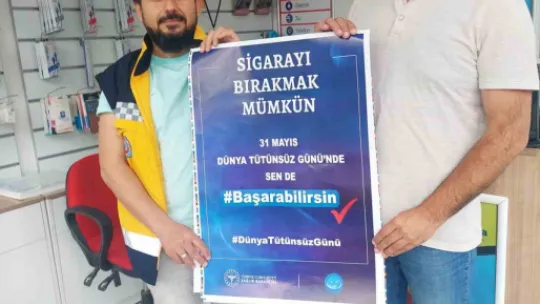 SİGARAYI
BIRAKMAK
MÜMKÜN
31 MAYIS
DÜNYA TÜTÜNSÜZ GÜNÜ'NDE
SEN DE
#Başarabilirsin
#DünyaTütünsüzGünü